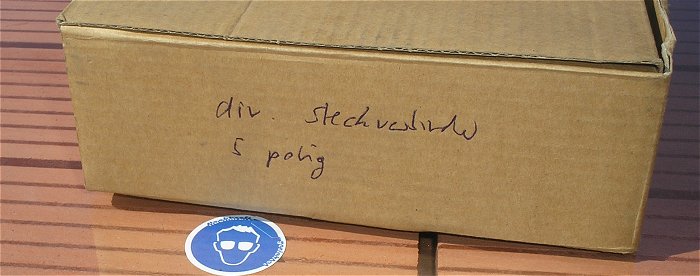 div. Steckverbinder
5 polig